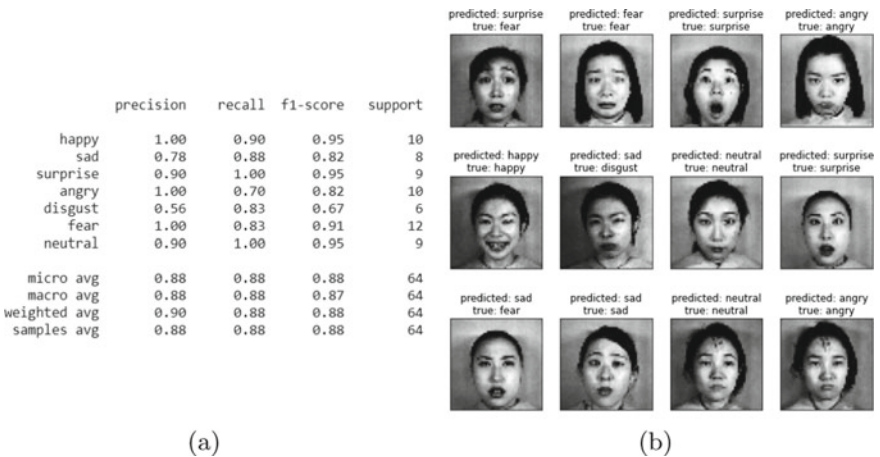 precision recall f1-score support
happy 1.00 0.90 0.95 10
sad 0.78 0.88 0.82 8
surprise 0.90 1.00 0.95 9
angry 1.00 0.70 0.82 10
disgust 0.56 0.83 0.67 6
fear 1.00 0.83 0.91 12
neutral 0.90 1.00 0.95 9
micro avg 0.88 0.88 0.88 64
macro avg 0.88 0.88 0.87 64
weighted avg 0.90 0.88 0.88 64
samples avg 0.88 0.88 0.88 64
(a)
predicted: surprise predicted: fear predicted: surprise predicted: angry
true: fear true: fear true: surprise true: angry
predicted: happy predicted: sad predicted: neutral predicted: surprise
true: happy true: disgust true: neutral true: surprise
predicted: sad predicted: sad predicted: neutral predicted: angry
true: fear true: sad true: neutral true: angry
(b)